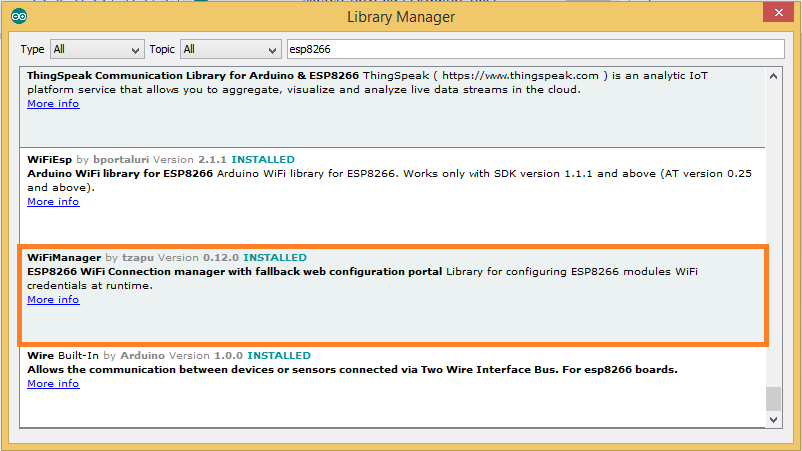 Library Manager
Type All Topic All esp8266
ThingSpeak Communication Library for Arduino & ESP8266 ThingSpeak ( https://www.thingspeak.com ) is an analytic IoT
platform service that allows you to aggregate, visualize and analyze live data streams in the cloud.
More info
WiFiEsp by bportaluri Version 2.1.1 INSTALLED
Arduino WiFi library for ESP8266 Arduino WiFi library for ESP8266. Works only with SDK version 1.1.1 and above (AT version 0.25
and above).
More info
WiFiManager by tzapu Version 0.12.0 INSTALLED
ESP8266 WiFi Connection manager with fallback web configuration portal Library for configuring ESP8266 modules WiFi
credentials at runtime.
More info
Wire Built-In by Arduino Version 1.0.0 INSTALLED
Allows the communication between devices or sensors connected via Two Wire Interface Bus. For esp8266 boards.
More info